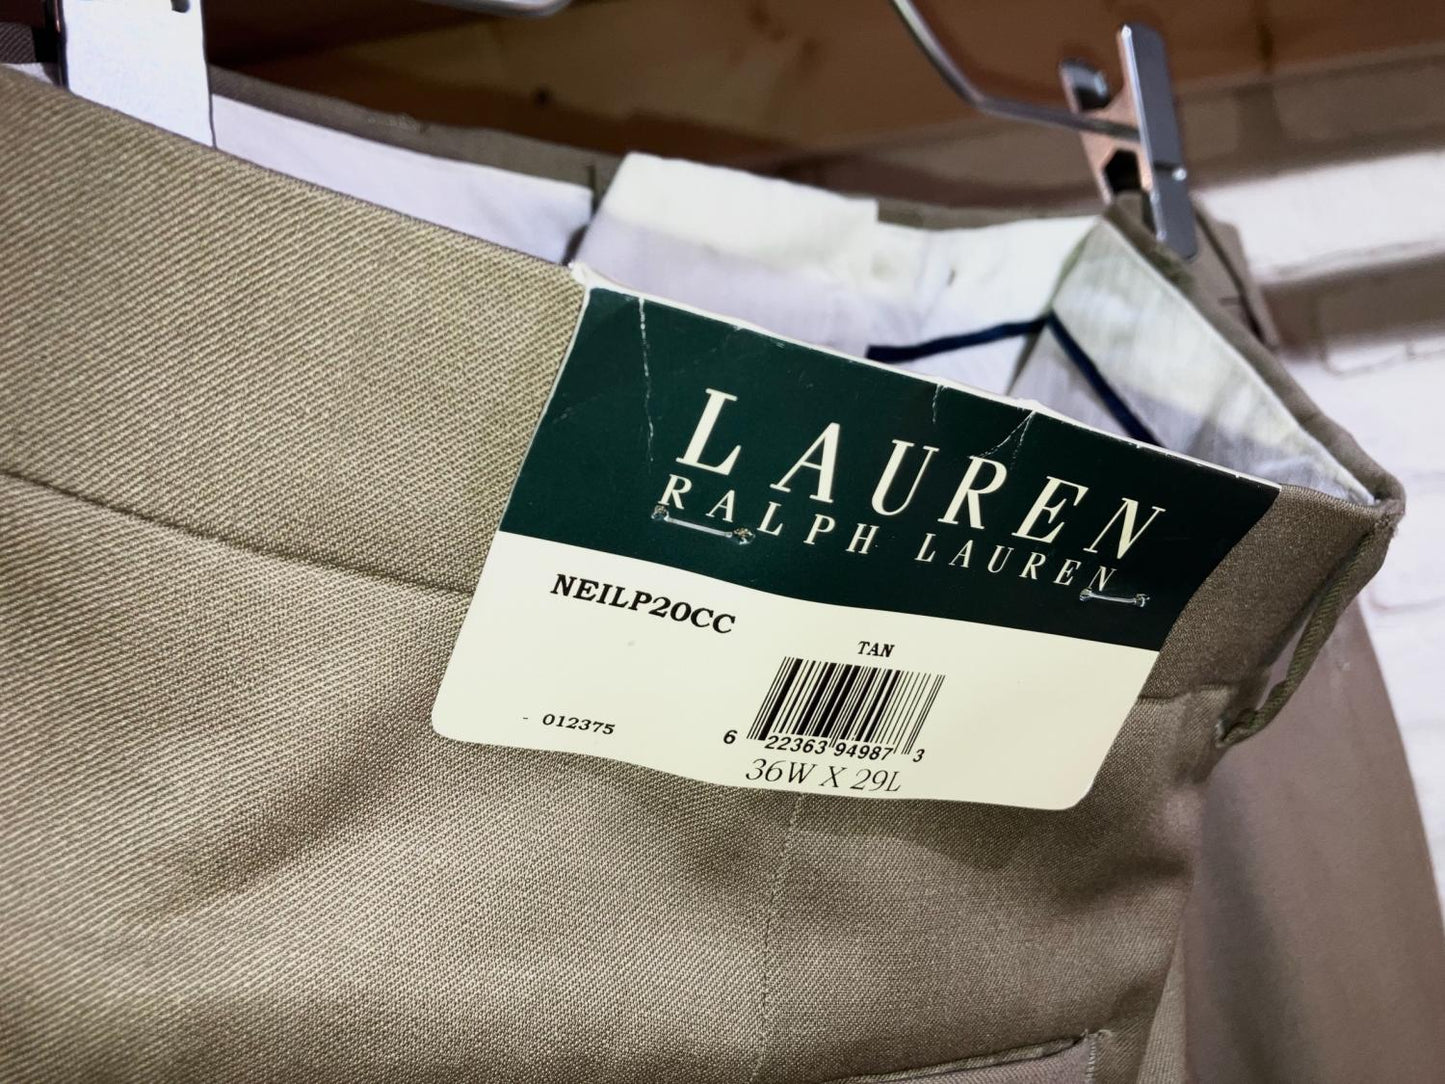 LAUREN
RALPH LAUREN
NEILP20CC
TAN
- 012375
6 22363 94987 3
36W X 29L